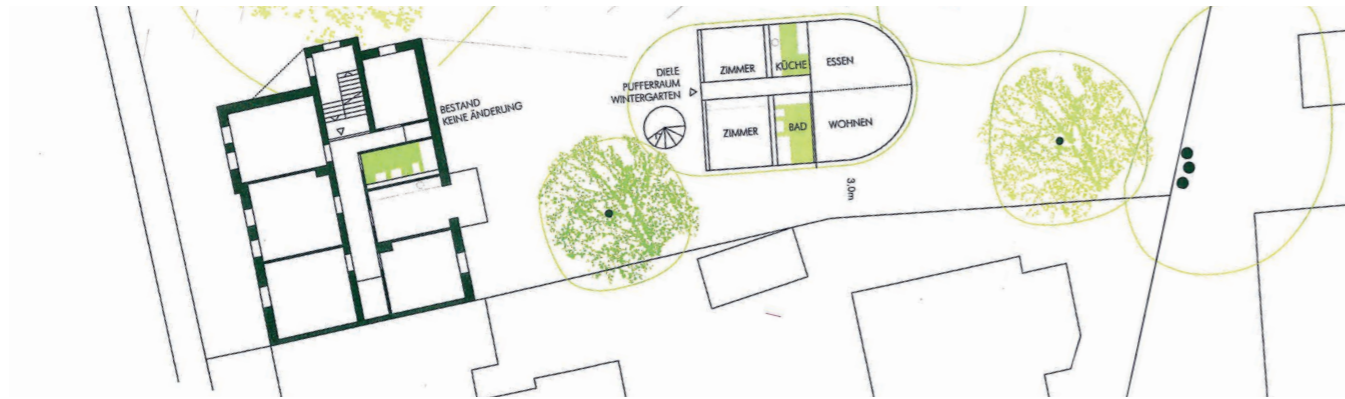 BESTAND
KEINE ÄNDERUNG
DIELE
PUFFERRAUM
WINTERGARTEN
ZIMMER
KÜCHE
ESSEN
ZIMMER
BAD
WOHNEN
3,0m